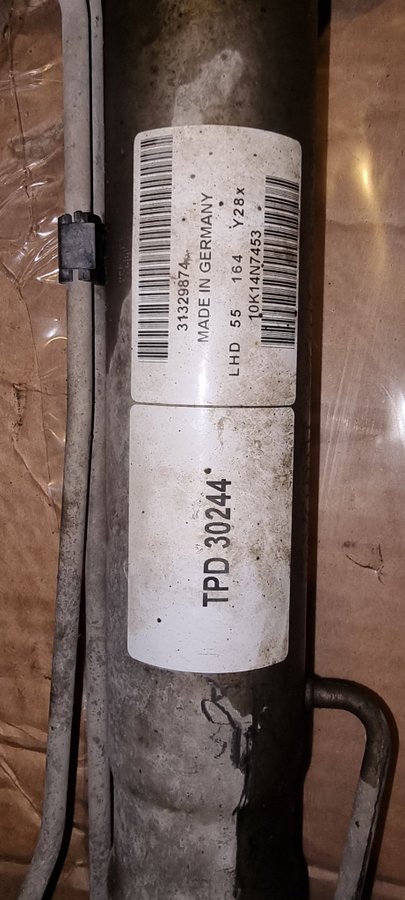 31329874
MADE IN GERMANY
LHD 55 164 Y28x
10K14N7453
TPD 30244